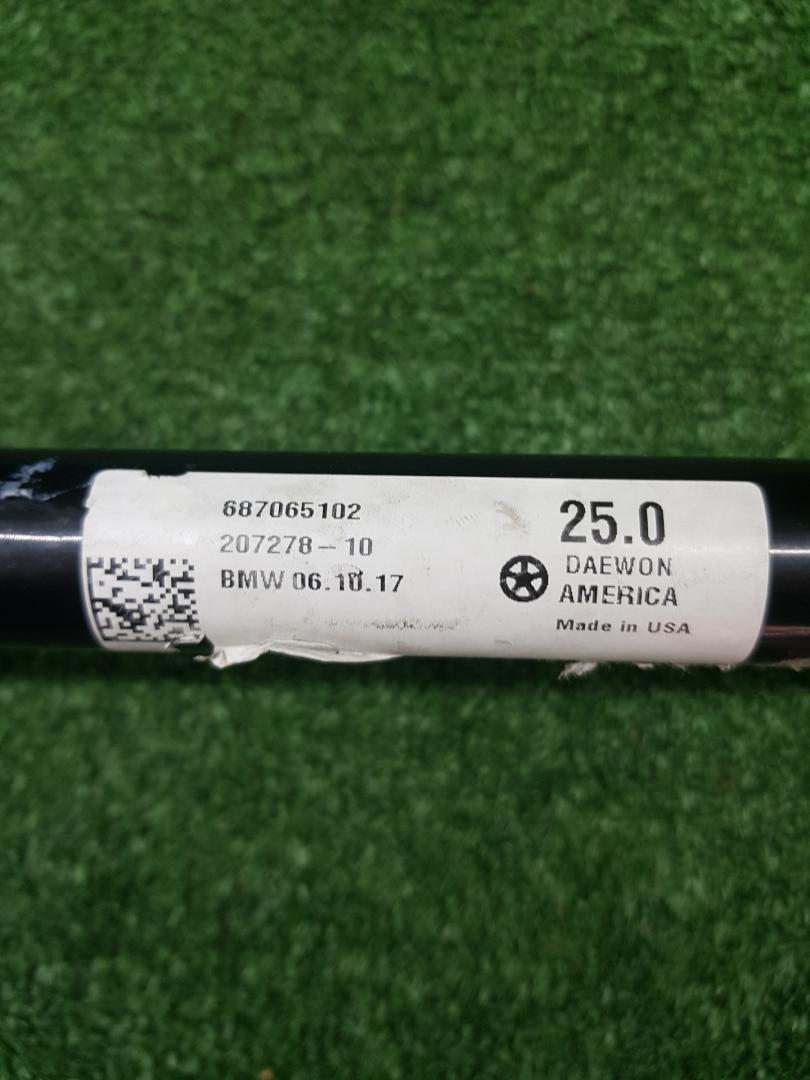 687065102
207278-10
BMW 06.10.17
25.0
DAEWON
AMERICA
Made in USA